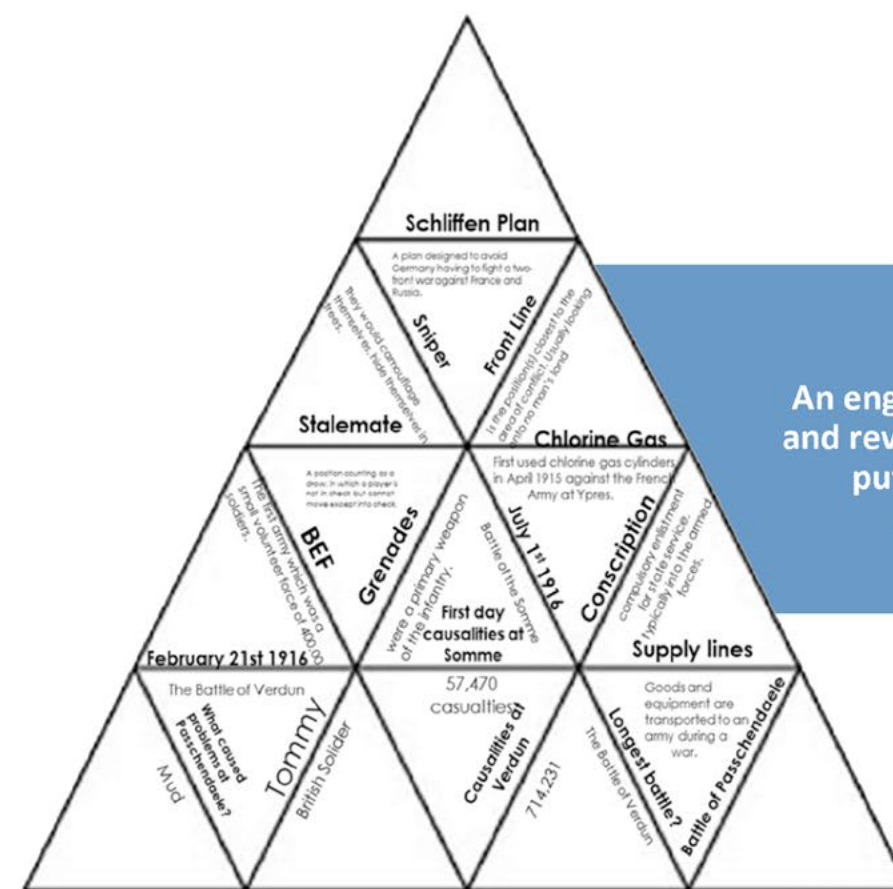 Schliffen Plan
A plan designed to avoid
Germany having to fight a two-
front war against France and
Russia.
They would camouflage
themselves, hide themselves in
trees.
Sniper
Front Line
Is the position(s) closest to the
area of conflict. Usually looking
onto no man's land
An eng
and rev
pu
Stalemate
Chlorine Gas
A position counting as a
draw, in which a player is
not in check but cannot
move except into check.
First used chlorine gas cylinders
in April 1915 against the French
Army at Ypres.
The first army which was a
small volunteer force of 400,00
soldiers.
BEF
Grenades
were a primary weapon
of the infantry.
Battle of the Somme
July 1st 1916
Conscription
compulsory enlistment
for state service,
typically into the armed
forces.
First day
causalities at
Somme
February 21st 1916
Supply lines
The Battle of Verdun
57,470
casualties
Goods and
equipment are
transported to an
army during a
war.
Mud
What caused
problems at
Passchendaele?
Tommy
British Solider
Causalities at
Verdun
714,231
The Battle of Verdun
Longest battle?
Battle of Passchendaele